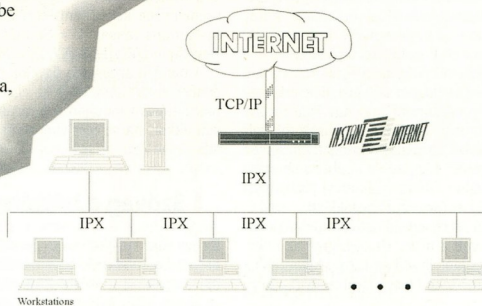 be
a,
INTERNET
TCP/IP
INSTANT INTERNET
IPX
IPX IPX IPX IPX
Workstations